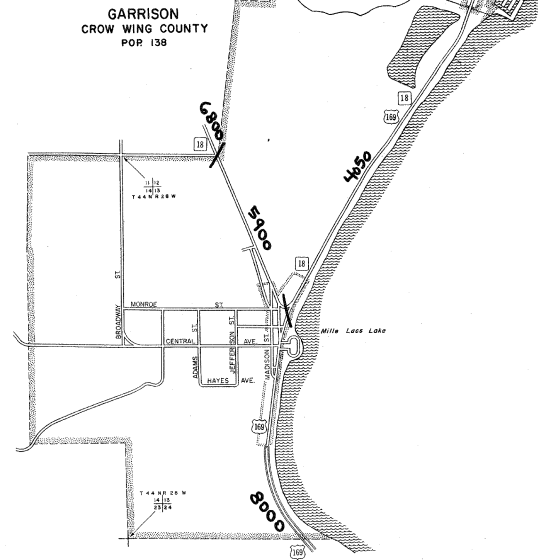 GARRISON
CROW WING COUNTY
POP. 138
18
169
6800
18
4650
11 12
14 13
T 44 N R 28 W
5900
18
BROADWAY ST.
MONROE ST.
Mille Lacs Lake
CENTRAL AVE.
ADAMS ST.
JEFFERSON ST.
MADISON ST.
HAYES AVE.
169
T 44 N R 28 W
14 13
23 24
8000
169